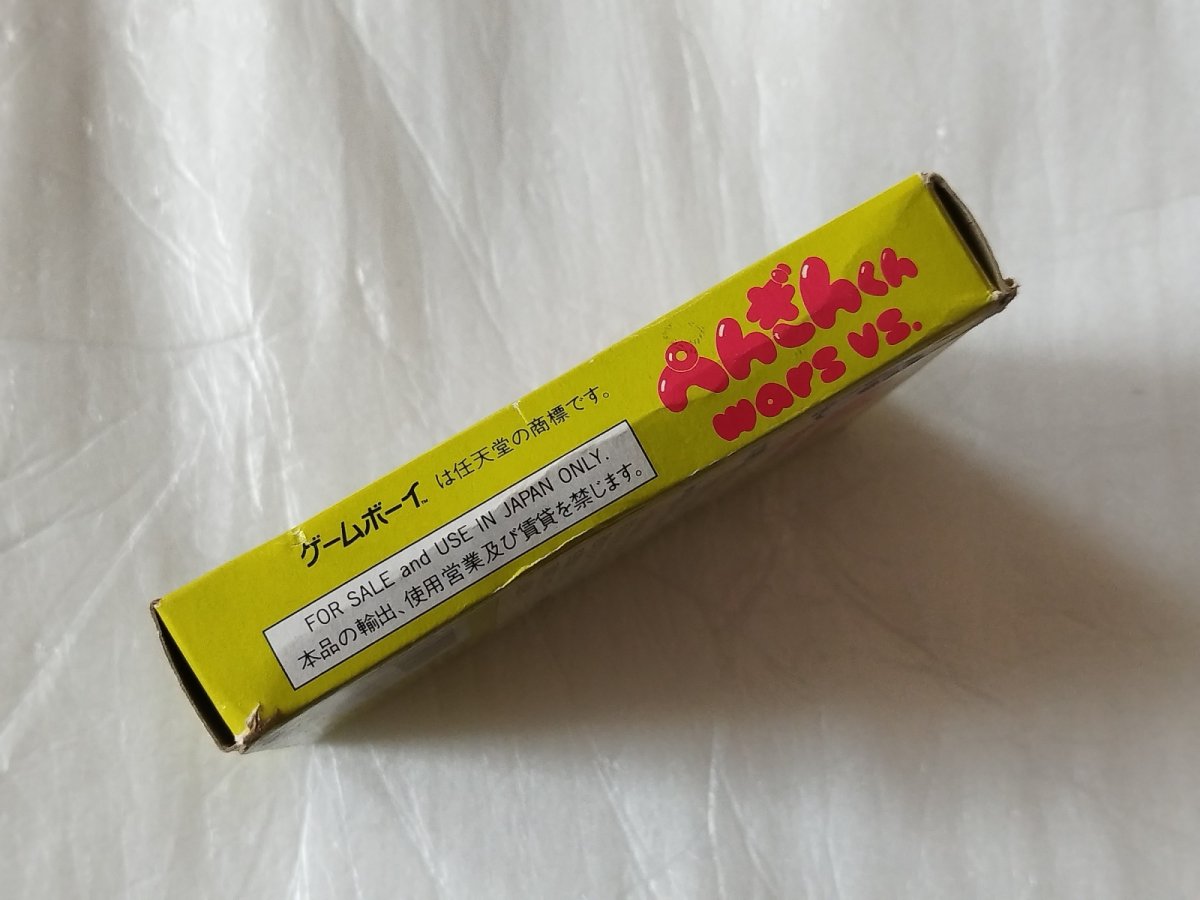 ゲームボーイ™は任天堂の商標です。
FOR SALE and USE IN JAPAN ONLY.
本品の輸出、使用営業及び賃貸を禁じます。
ぺんぎんくん
wars vs.